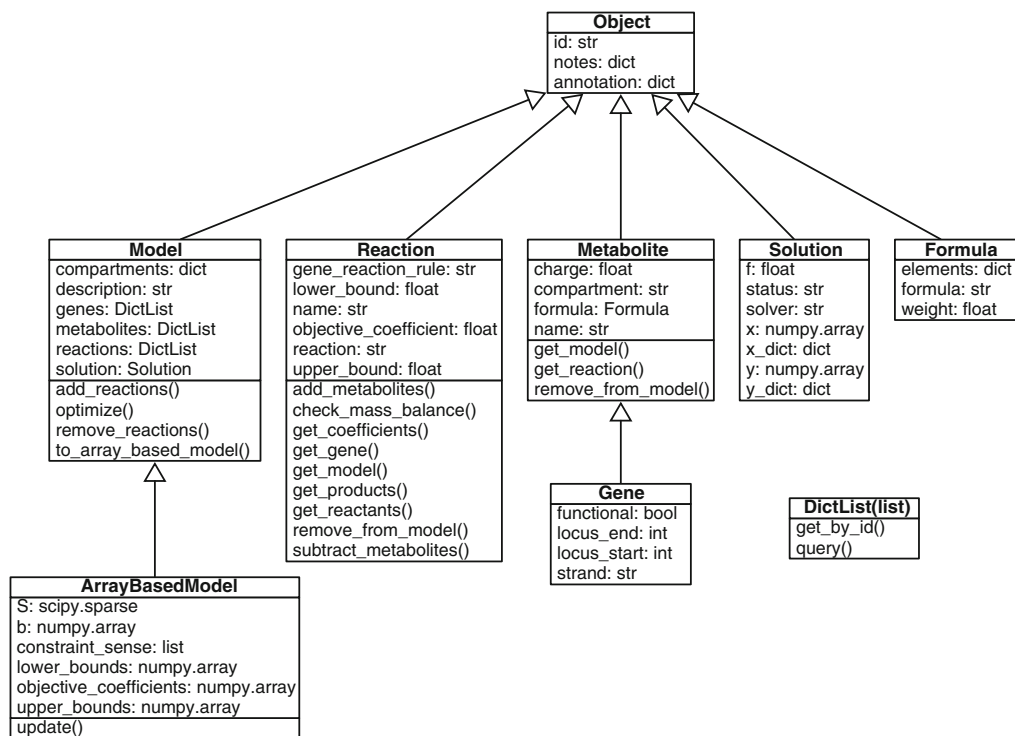 Object
id: str
notes: dict
annotation: dict
Model
compartments: dict
description: str
genes: DictList
metabolites: DictList
reactions: DictList
solution: Solution
add_reactions()
optimize()
remove_reactions()
to_array_based_model()
Reaction
gene_reaction_rule: str
lower_bound: float
name: str
objective_coefficient: float
reaction: str
upper_bound: float
add_metabolites()
check_mass_balance()
get_coefficients()
get_gene()
get_model()
get_products()
get_reactants()
remove_from_model()
subtract_metabolites()
Metabolite
charge: float
compartment: str
formula: Formula
name: str
get_model()
get_reaction()
remove_from_model()
Solution
f: float
status: str
solver: str
x: numpy.array
x_dict: dict
y: numpy.array
y_dict: dict
Formula
elements: dict
formula: str
weight: float
Gene
functional: bool
locus_end: int
locus_start: int
strand: str
DictList(list)
get_by_id()
query()
ArrayBasedModel
S: scipy.sparse
b: numpy.array
constraint_sense: list
lower_bounds: numpy.array
objective_coefficients: numpy.array
upper_bounds: numpy.array
update()